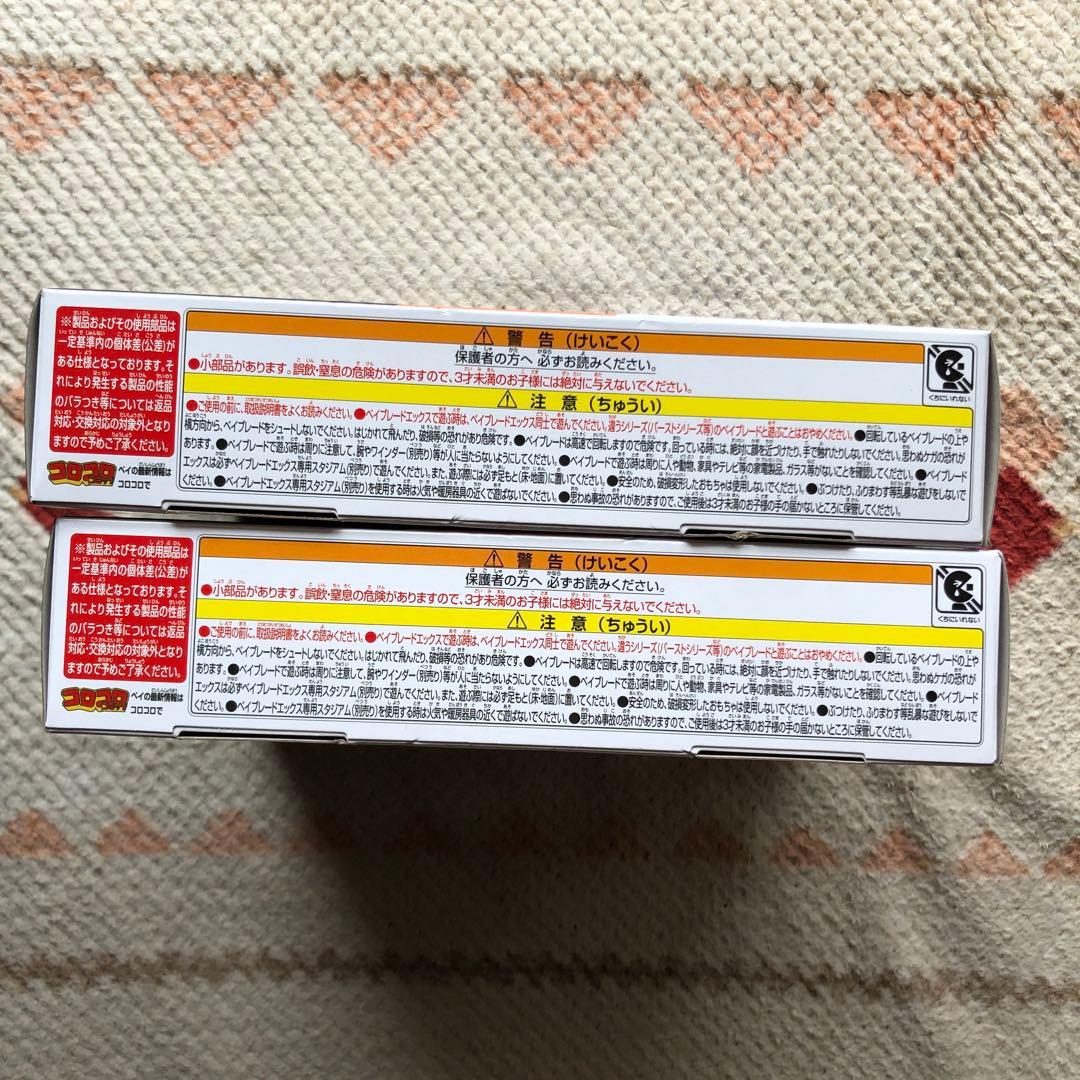 ※製品およびその使用部品は
一定基準内の個体差(公差)が
ある仕様となっております。そ
れにより発生する製品の性能
のバラつき等については返品
対応・交換対応の対象外となり
ますので予めご了承ください。
コロコロ ベイの最新情報は
コロコロで
⚠ 警告(けいこく)
保護者の方へ 必ずお読みください。
●小部品があります。誤飲・窒息の危険がありますので、3才未満のお子様には絶対に与えないでください。
⚠ 注意(ちゅうい)
●ご使用の前に、取扱説明書をよくお読みください。●ベイブレードエックスで遊ぶ時は、ベイブレードエックス同士で遊んでください。違うシリーズ(バーストシリーズ等)のベイブレードと遊ぶことはおやめください。●回転しているベイブレードの上や
横方向から、ベイブレードをシュートしないでください。はじかれて飛んだり、破損等の恐れがあり危険です。●ベイブレードは高速で回転しますので危険です。回っている時には、絶対に顔を近づけたり、手で触れたりしないでください。思わぬケガの恐れが
あります。●ベイブレードで遊ぶ時は周りに注意して、腕やワインダー(別売り)等が人に当たらないようにしてください。●ベイブレードで遊ぶ時は周りに人や動物、家具やテレビ等の家電製品、ガラス等がないことを確認してください。●ベイブレード
エックスは必ずベイブレードエックス専用スタジアム(別売り)で遊んでください。また、遊ぶ際には必ず足もと(床・地面)に置いてください。●安全のため、破損変形したおもちゃは使用しないでください。●ぶつけたり、ふりまわす等乱暴な遊びをしないで
ください。●ベイブレードエックス専用スタジアム(別売り)を使用する時は火気や暖房器具の近くで遊ばないでください。●思わぬ事故の恐れがありますので、ご使用後は3才未満のお子様の手の届かないところに保管してください。
くちにいれない
※製品およびその使用部品は
一定基準内の個体差(公差)が
ある仕様となっております。そ
れにより発生する製品の性能
のバラつき等については返品
対応・交換対応の対象外となり
ますので予めご了承ください。
コロコロ ベイの最新情報は
コロコロで
⚠ 警告(けいこく)
保護者の方へ 必ずお読みください。
●小部品があります。誤飲・窒息の危険がありますので、3才未満のお子様には絶対に与えないでください。
⚠ 注意(ちゅうい)
●ご使用の前に、取扱説明書をよくお読みください。●ベイブレードエックスで遊ぶ時は、ベイブレードエックス同士で遊んでください。違うシリーズ(バーストシリーズ等)のベイブレードと遊ぶことはおやめください。●回転しているベイブレードの上や
横方向から、ベイブレードをシュートしないでください。はじかれて飛んだり、破損等の恐れがあり危険です。●ベイブレードは高速で回転しますので危険です。回っている時には、絶対に顔を近づけたり、手で触れたりしないでください。思わぬケガの恐れが
あります。●ベイブレードで遊ぶ時は周りに注意して、腕やワインダー(別売り)等が人に当たらないようにしてください。●ベイブレードで遊ぶ時は周りに人や動物、家具やテレビ等の家電製品、ガラス等がないことを確認してください。●ベイブレード
エックスは必ずベイブレードエックス専用スタジアム(別売り)で遊んでください。また、遊ぶ際には必ず足もと(床・地面)に置いてください。●安全のため、破損変形したおもちゃは使用しないでください。●ぶつけたり、ふりまわす等乱暴な遊びをしないで
ください。●ベイブレードエックス専用スタジアム(別売り)を使用する時は火気や暖房器具の近くで遊ばないでください。●思わぬ事故の恐れがありますので、ご使用後は3才未満のお子様の手の届かないところに保管してください。
くちにいれない